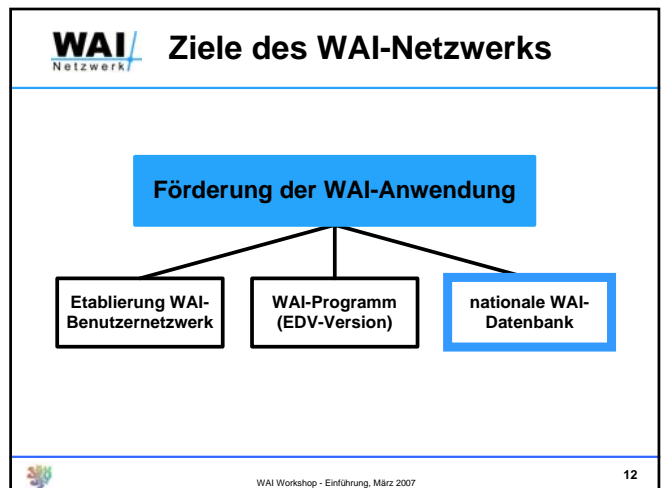 WAI
Netzwerk
Ziele des WAI-Netzwerks
Förderung der WAI-Anwendung
Etablierung WAI-
Benutzernetzwerk
WAI-Programm
(EDV-Version)
nationale WAI-
Datenbank
WAI Workshop - Einführung, März 2007
12